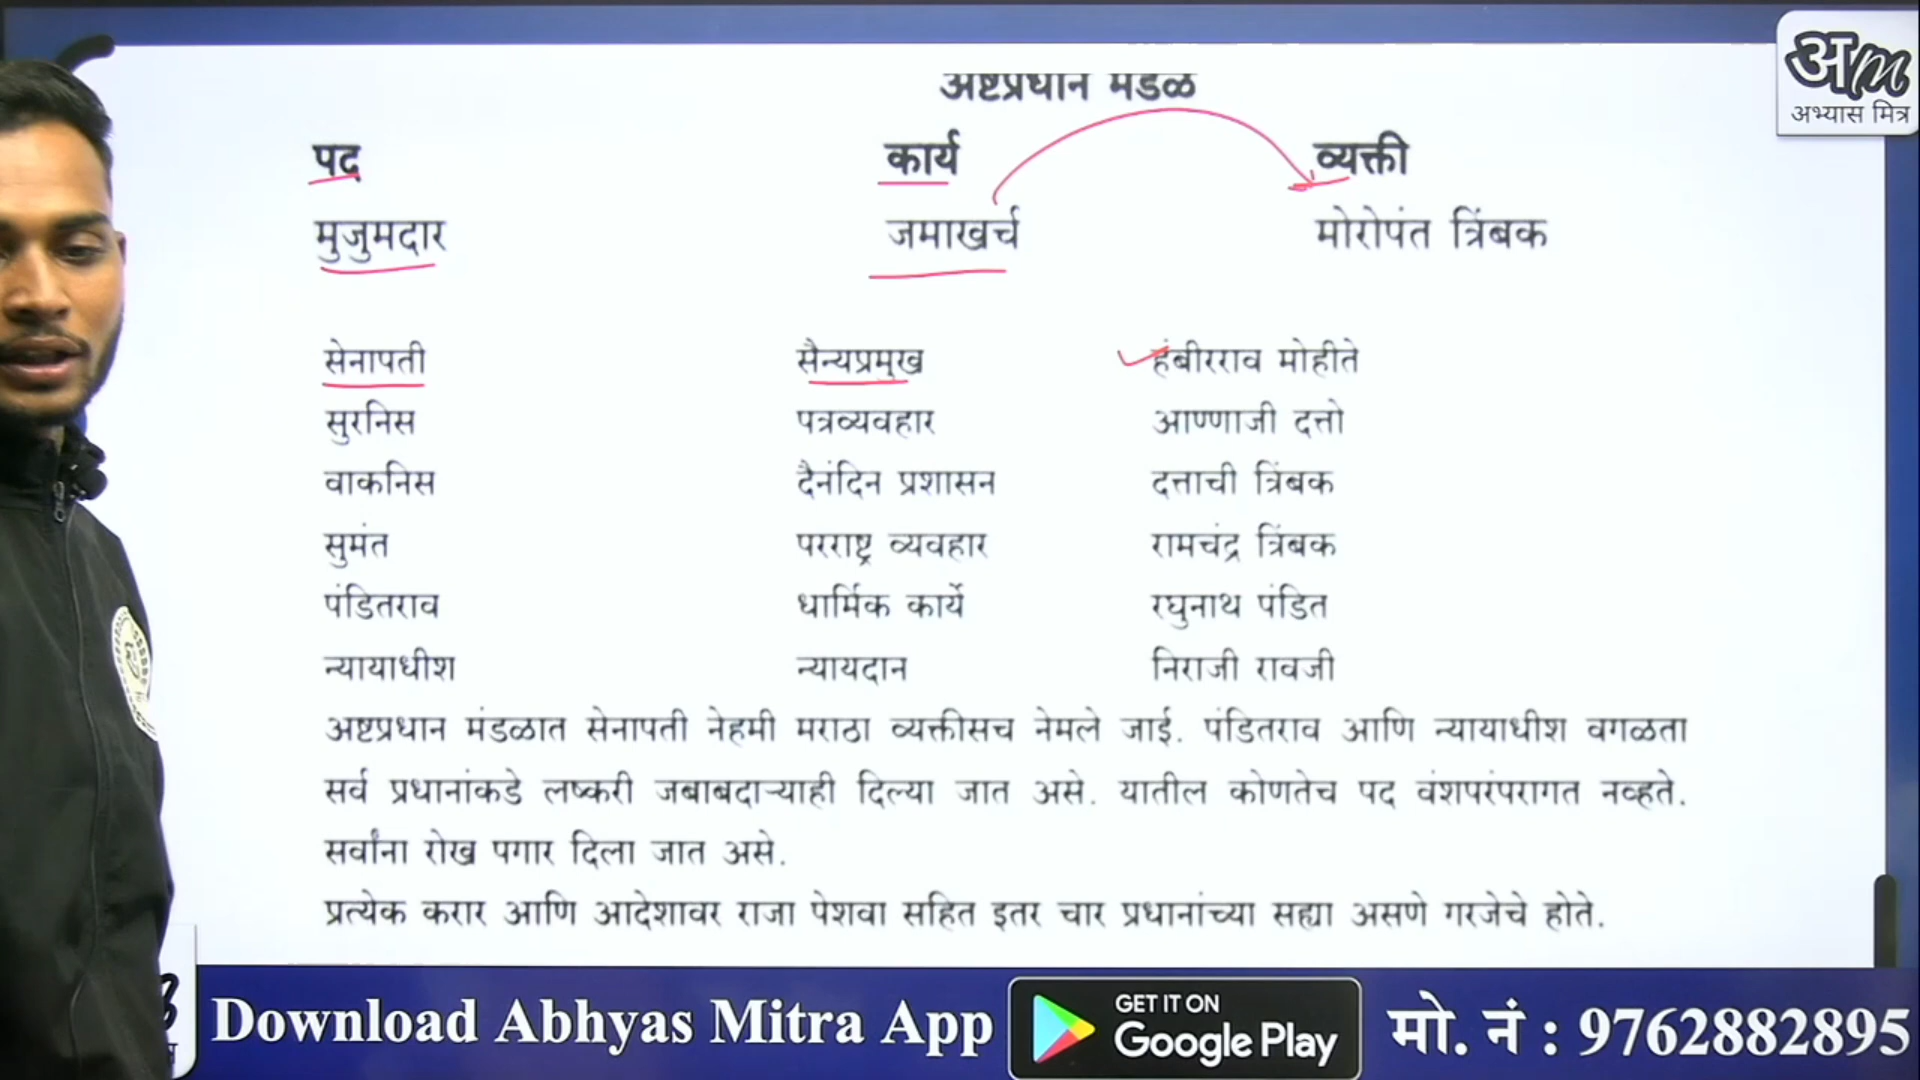 अष्टप्रधान मंडळ
पद कार्य व्यक्ती
मुजुमदार जमाखर्च मोरोपंत त्रिंबक
सेनापती सैन्यप्रमुख हंबीरराव मोहीते
सुरनिस पत्रव्यवहार आण्णाजी दत्तो
वाकनिस दैनंदिन प्रशासन दत्ताची त्रिंबक
सुमंत परराष्ट्र व्यवहार रामचंद्र त्रिंबक
पंडितराव धार्मिक कार्ये रघुनाथ पंडित
न्यायाधीश न्यायदान निराजी रावजी
अष्टप्रधान मंडळात सेनापती नेहमी मराठा व्यक्तीसच नेमले जाई. पंडितराव आणि न्यायाधीश वगळता
सर्व प्रधानांकडे लष्करी जबाबदाऱ्याही दिल्या जात असे. यातील कोणतेच पद वंशपरंपरागत नव्हते.
सर्वांना रोख पगार दिला जात असे.
प्रत्येक करार आणि आदेशावर राजा पेशवा सहित इतर चार प्रधानांच्या सह्या असणे गरजेचे होते.
अm
अभ्यास मित्र
Download Abhyas Mitra App GET IT ON Google Play मो. नं : 9762882895